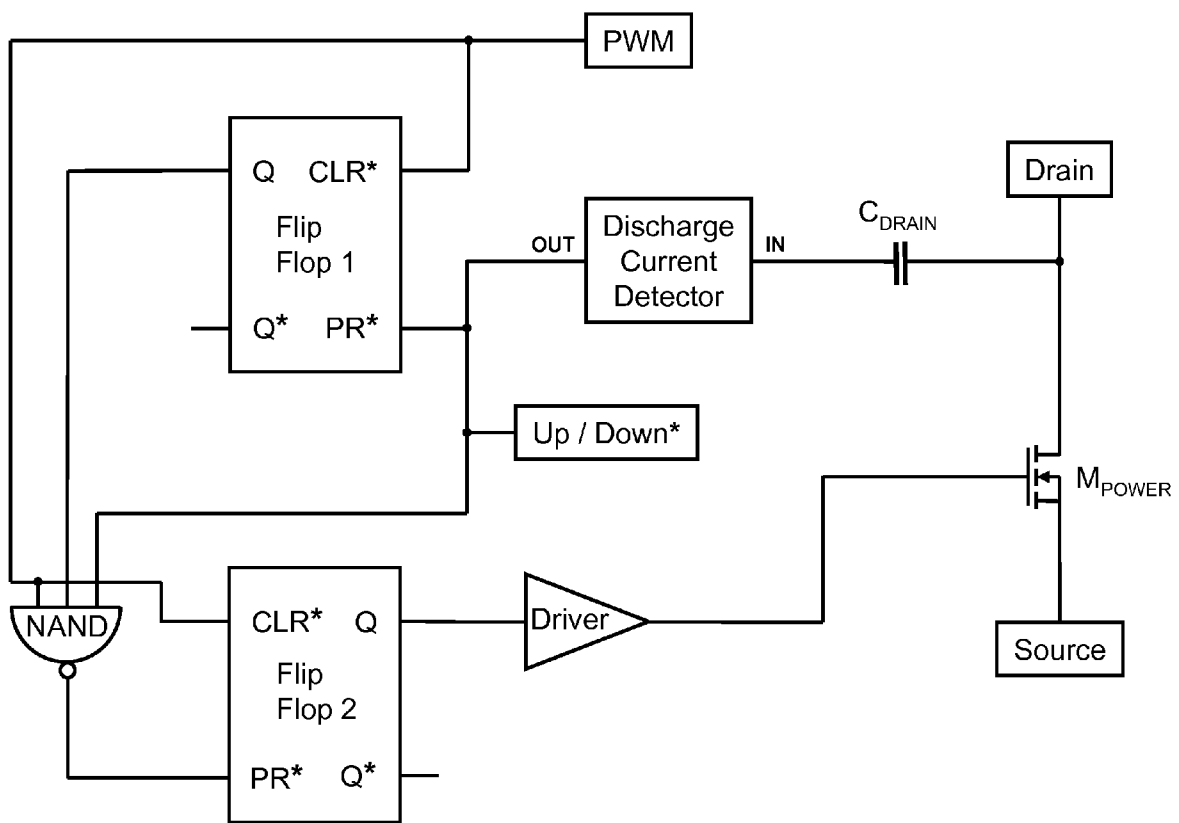 PWM
Q CLR*
Flip
Flop 1
Q* PR*
OUT
Discharge
Current
Detector
IN
C_DRAIN
Drain
Up / Down*
M_POWER
NAND
CLR* Q
Flip
Flop 2
PR* Q*
Driver
Source